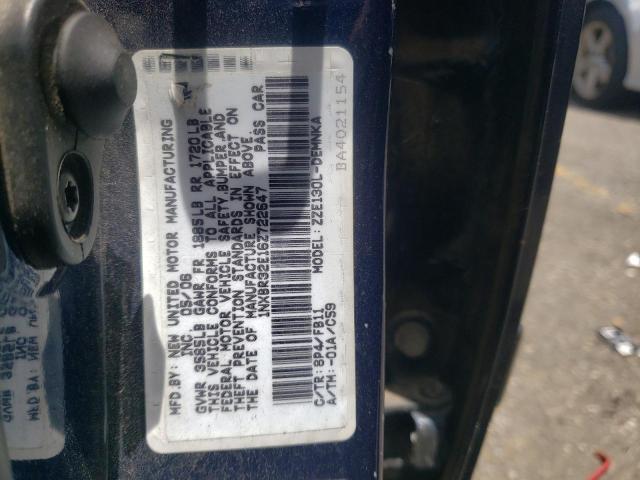 MFD.BY: NEW UNITED MOTOR MANUFACTURING
INC 05/06
GVWR 3585LB GAWR FR 1885LB RR 1720LB
THIS VEHICLE CONFORMS TO ALL APPLICABLE
FEDERAL MOTOR VEHICLE SAFETY, BUMPER AND
THEFT PREVENTION STANDARDS IN EFFECT ON
THE DATE OF MANUFACTURE SHOWN ABOVE.
1NXBR32E16Z722647 PASS CAR
C/TR: 8P4/FB11 MODEL: ZZE130L-DEMNKA
A/TM: -01A/C59
BA4021154